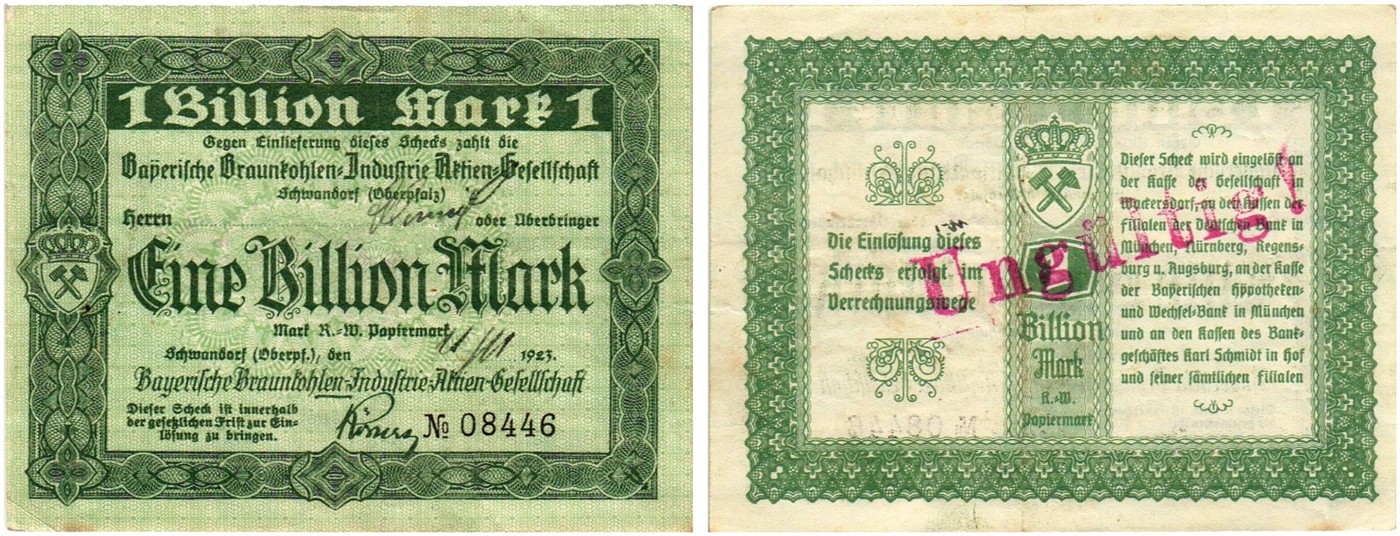 1 Billion Mark 1
Gegen Einlieferung dieses Schecks zahlt die
Bayerische Braunkohlen-Industrie Aktien-Gesellschaft
Schwandorf (Oberpfalz)
Herrn oder Überbringer
Eine Billion Mark
Mark R.-W. Papiermark
Schwandorf (Oberpf.), den 1923.
Bayerische Braunkohlen-Industrie-Aktien-Gesellschaft
Dieser Scheck ist innerhalb
der gesetzlichen Frist zur Ein-
lösung zu bringen.
№ 08446
Die Einlösung dieses
Schecks erfolgt im
Verrechnungswege
1
Billion
Mark
R.-W.
Papiermark
Dieser Scheck wird eingelöst an
der Kasse der Gesellschaft in
Wackersdorf, an den Kassen der
Filialen der Deutschen Bank in
München, Nürnberg, Regens-
burg u. Augsburg, an der Kasse
der Bayerischen Hypotheken-
und Wechsel-Bank in München
und an den Kassen des Bank-
geschäftes Karl Schmidt in Hof
und seiner sämtlichen Filialen
Ungültig!